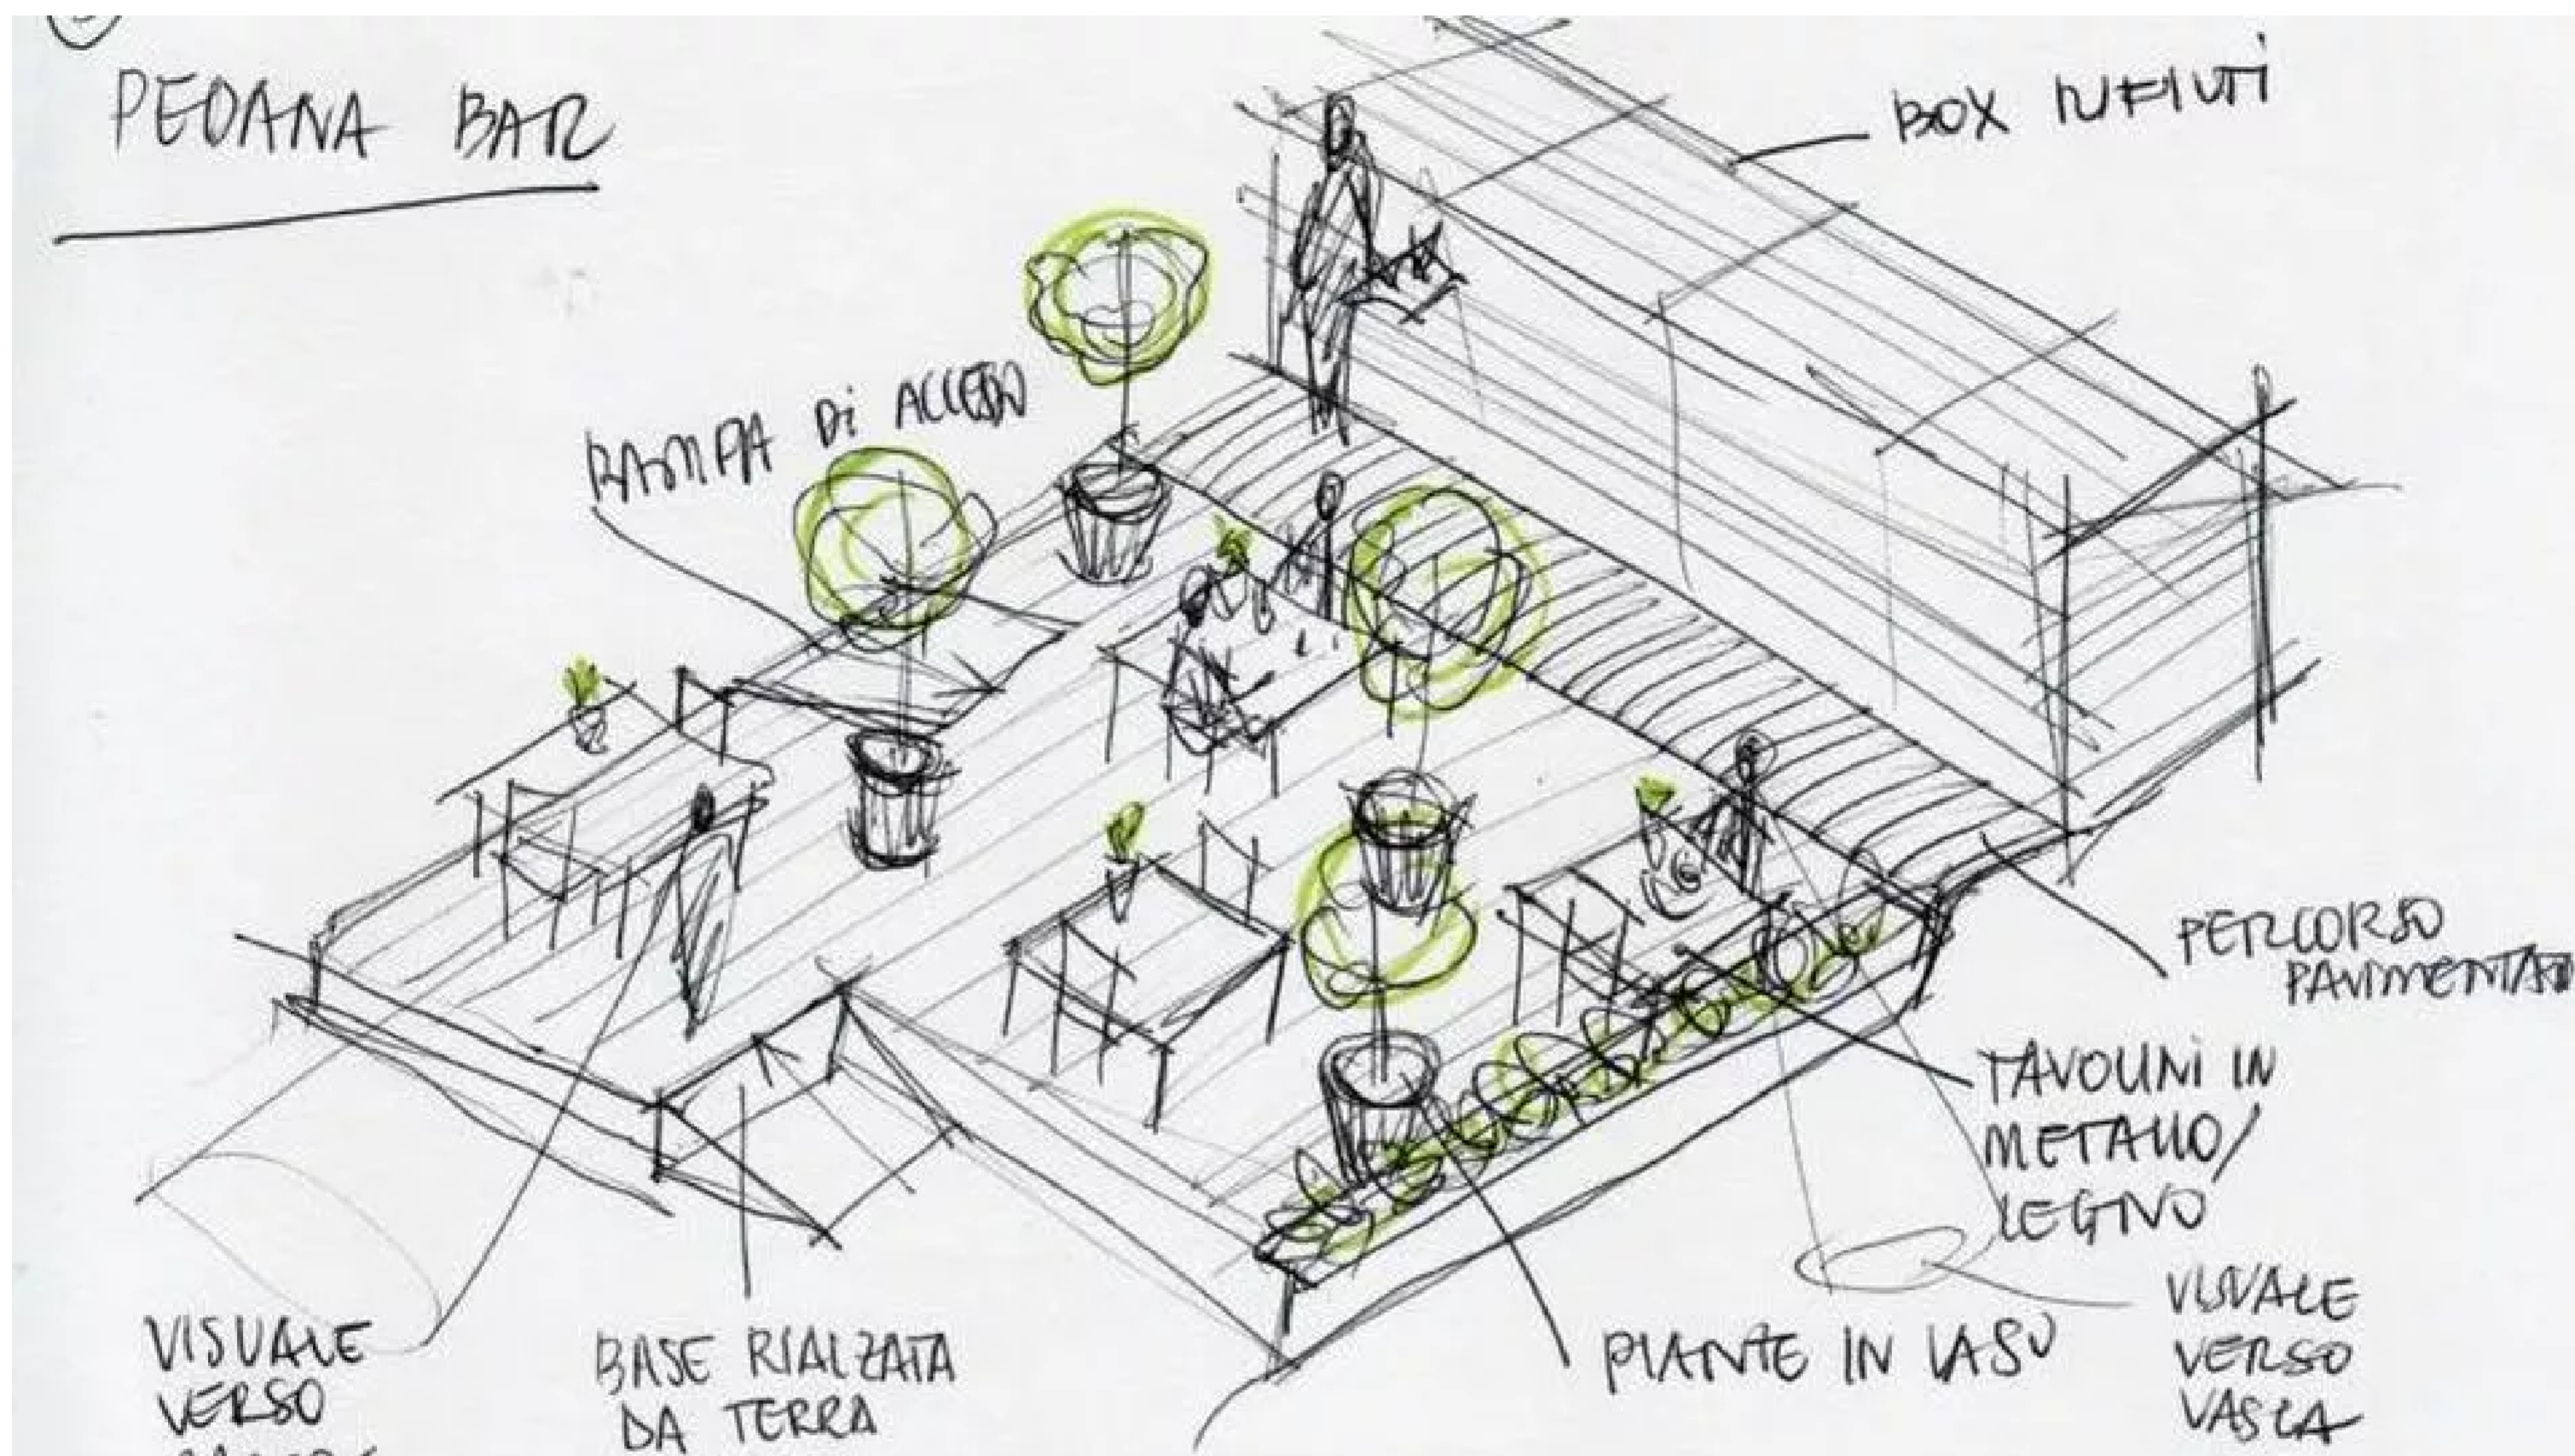 PEDANA BAR
BOX RIFIUTI
RAMPA Di ACCESSO
PERCORSO
PAVIMENTATO
TAVOLINI IN
METALLO/
LEGNO
VISUALE
VERSO
VASCA
PIANTE IN VASO
BASE RIALZATA
DA TERRA
VISUALE
VERSO